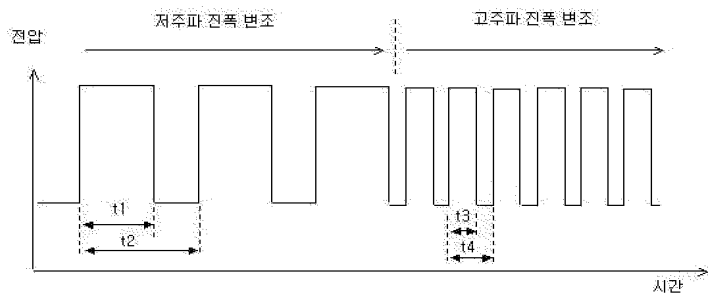 저주파 진폭 변조
고주파 진폭 변조
전압
t1
t2
t3
t4
시간